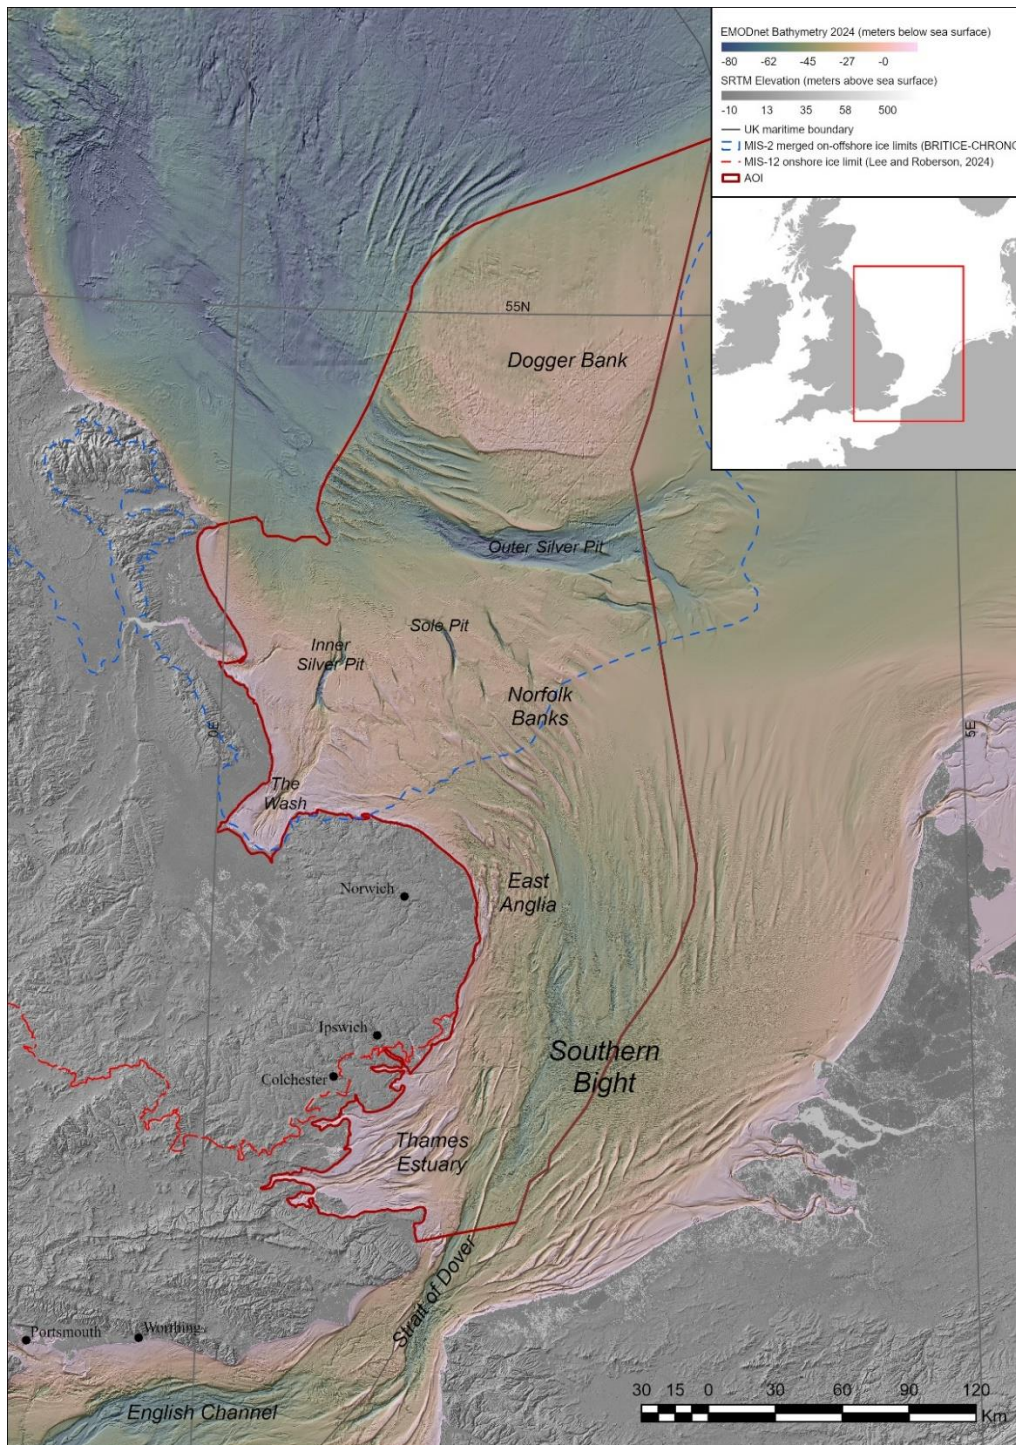 EMODnet Bathymetry 2024 (meters below sea surface)
-80 -62 -45 -27 -0
SRTM Elevation (meters above sea surface)
-10 13 35 58 500
UK maritime boundary
MIS-2 merged on-offshore ice limits (BRITICE-CHRONO
MIS-12 onshore ice limit (Lee and Roberson, 2024)
AOI
55N
Dogger Bank
Outer Silver Pit
Sole Pit
Inner
Silver Pit
Norfolk
Banks
0E
5E
The
Wash
Norwich
East
Anglia
Ipswich
Colchester
Southern
Bight
Thames
Estuary
Strait of Dover
Portsmouth
Worthing
English Channel
30 15 0 30 60 90 120
Km